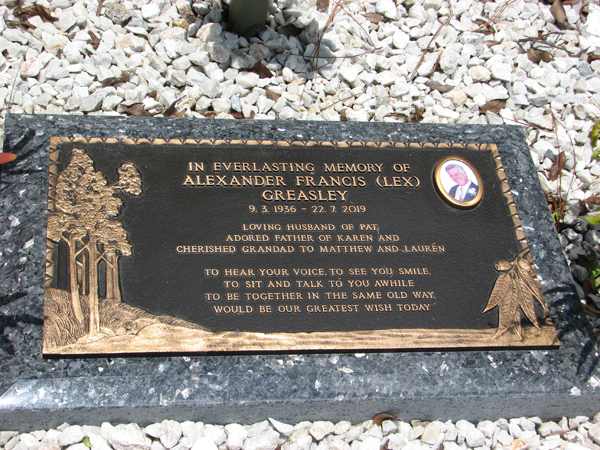 IN EVERLASTING MEMORY OF
ALEXANDER FRANCIS (LEX)
GREASLEY
9. 3. 1936 - 22. 7. 2019
LOVING HUSBAND OF PAT,
ADORED FATHER OF KAREN AND
CHERISHED GRANDAD TO MATTHEW AND LAURÉN
TO HEAR YOUR VOICE, TO SEE YOU SMILE,
TO SIT AND TALK TO YOU AWHILE
TO BE TOGETHER IN THE SAME OLD WAY,
WOULD BE OUR GREATEST WISH TODAY